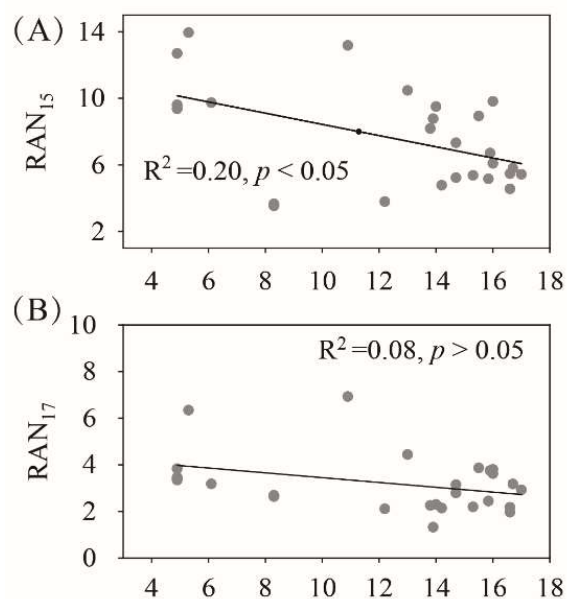 (A)
14
10
6
2
RAN₁₅
R² =0.20, p < 0.05
4 6 8 10 12 14 16 18
(B)
10
8
6
4
2
0
RAN₁₇
R² =0.08, p > 0.05
4 6 8 10 12 14 16 18